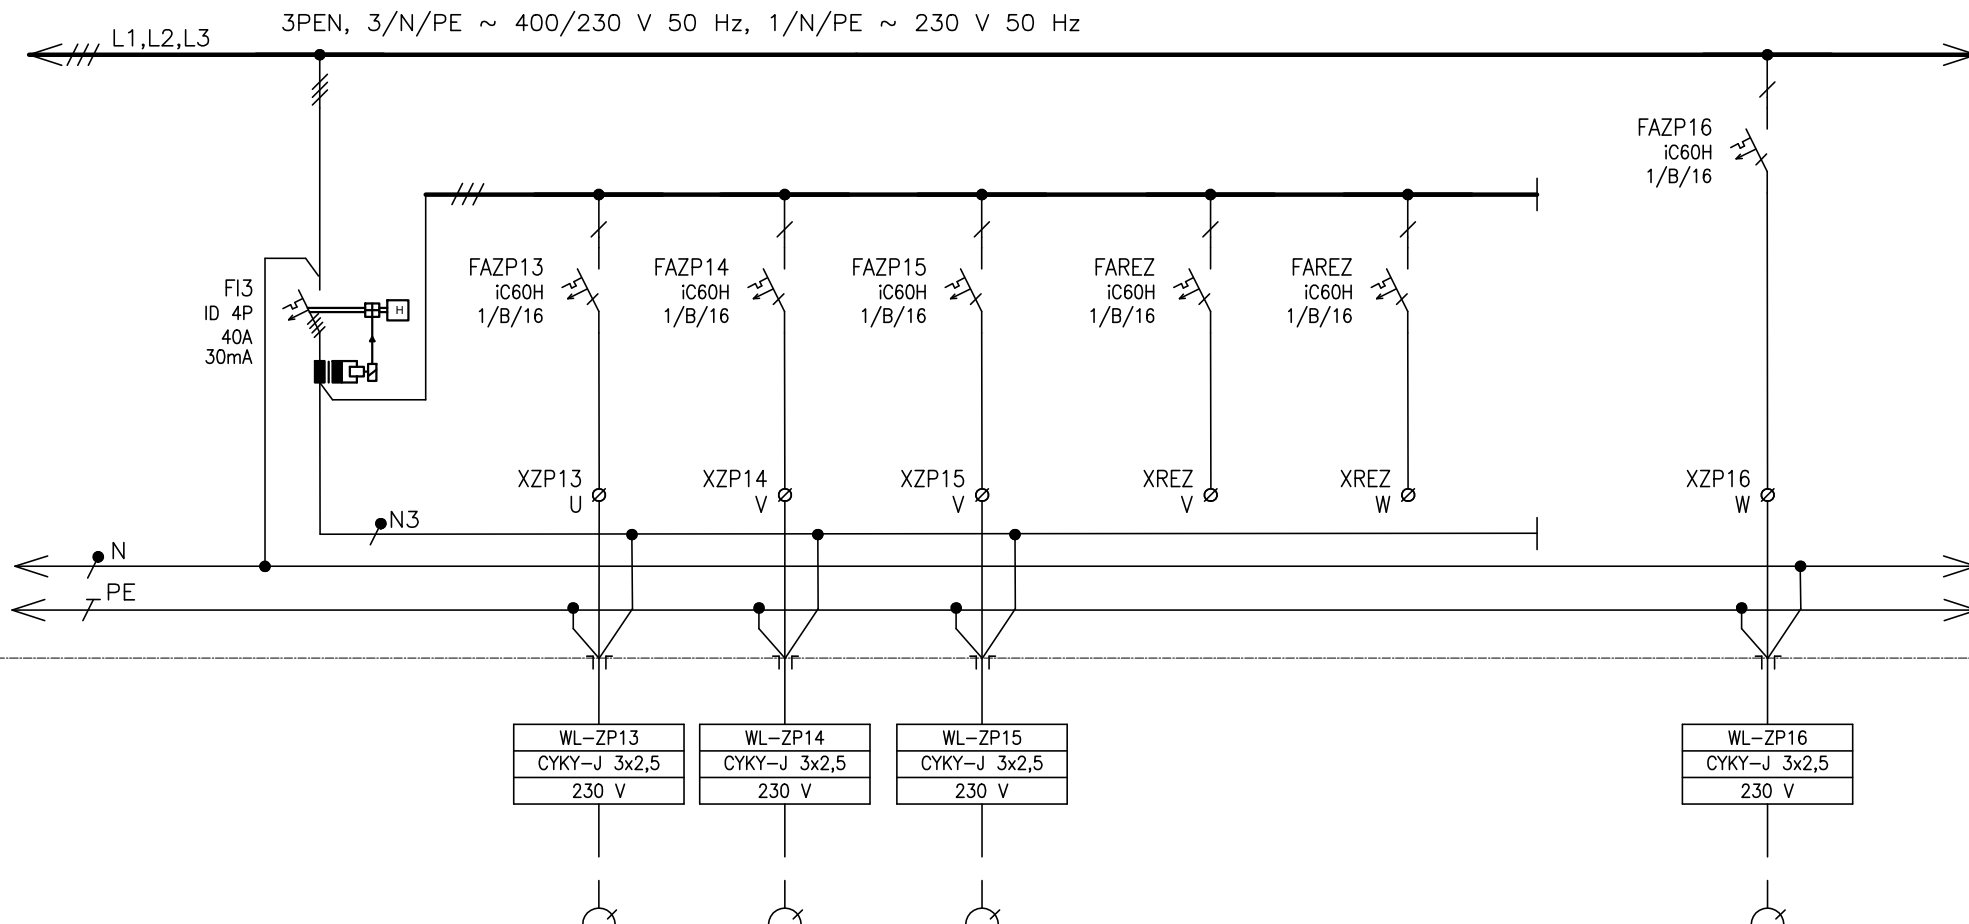 3PEN, 3/N/PE ~ 400/230 V 50 Hz, 1/N/PE ~ 230 V 50 Hz
L1,L2,L3
FAZP16
iC60H
1/B/16
FI3
ID 4P
40A
30mA
H
FAZP13
iC60H
1/B/16
FAZP14
iC60H
1/B/16
FAZP15
iC60H
1/B/16
FAREZ
iC60H
1/B/16
FAREZ
iC60H
1/B/16
XZP13
U
XZP14
V
XZP15
V
XREZ
V
XREZ
W
XZP16
W
N3
N
PE
WL-ZP13
CYKY-J 3x2,5
230 V
WL-ZP14
CYKY-J 3x2,5
230 V
WL-ZP15
CYKY-J 3x2,5
230 V
WL-ZP16
CYKY-J 3x2,5
230 V